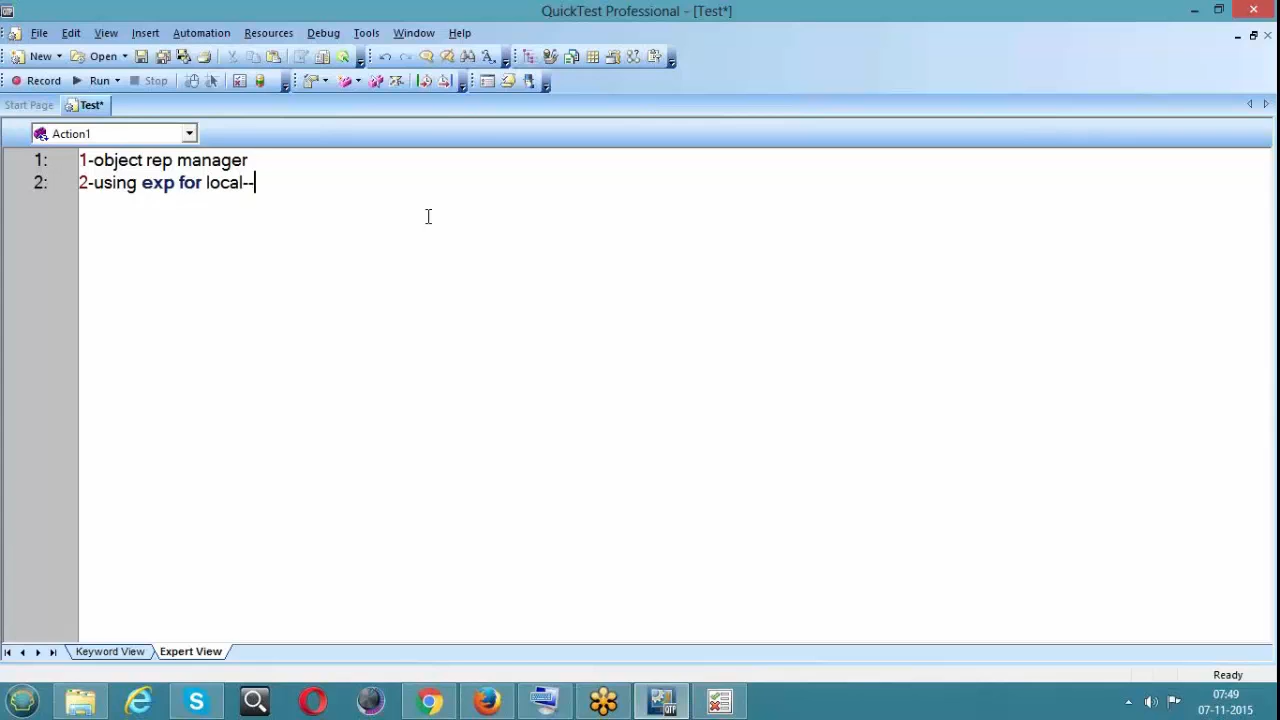 QuickTest Professional - [Test*]
File Edit View Insert Automation Resources Debug Tools Window Help
New Open
Record Run Stop
Start Page Test*
Action1
1: 1-object rep manager
2: 2-using exp for local--
Keyword View Expert View
Ready
07:49
07-11-2015